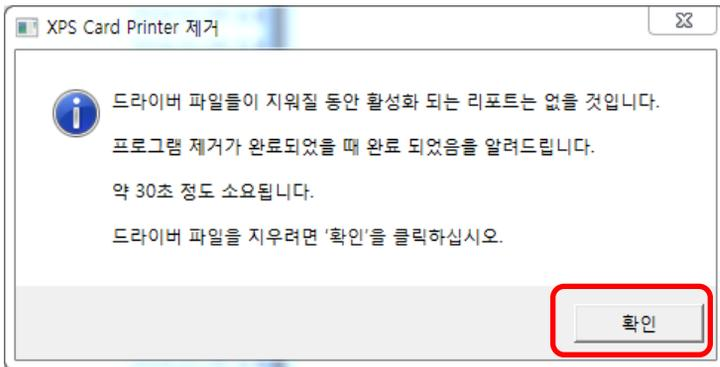 XPS Card Printer 제거
드라이버 파일들이 지워질 동안 활성화 되는 리포트는 없을 것입니다.
프로그램 제거가 완료되었을 때 완료 되었음을 알려드립니다.
약 30초 정도 소요됩니다.
드라이버 파일을 지우려면 '확인'을 클릭하십시오.
확인